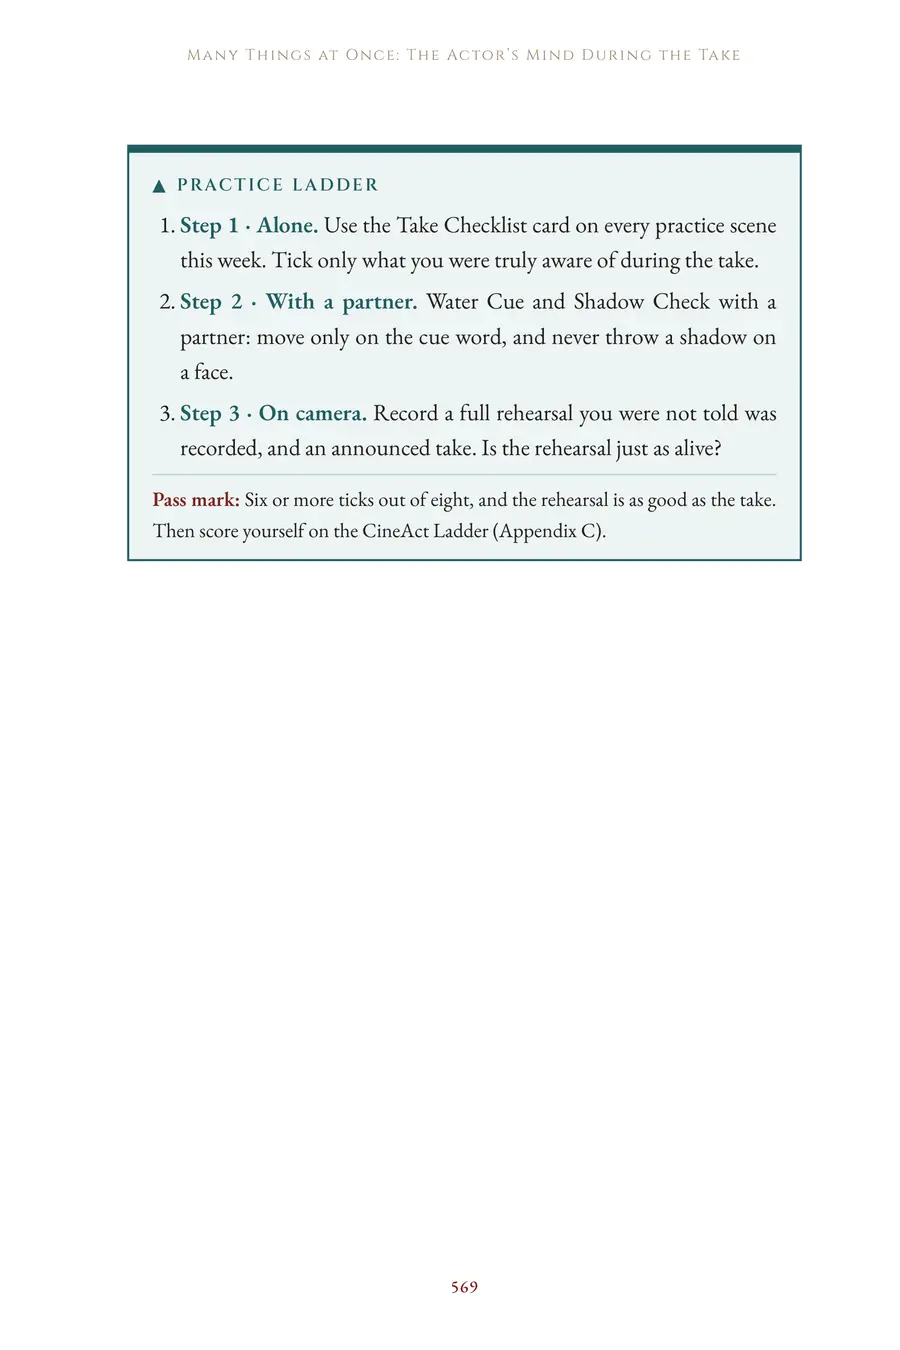 Many Things at Once: The Actor's Mind During the Take
▲ PRACTICE LADDER
1. Step 1 · Alone. Use the Take Checklist card on every practice scene
this week. Tick only what you were truly aware of during the take.
2. Step 2 · With a partner. Water Cue and Shadow Check with a
partner: move only on the cue word, and never throw a shadow on
a face.
3. Step 3 · On camera. Record a full rehearsal you were not told was
recorded, and an announced take. Is the rehearsal just as alive?
Pass mark: Six or more ticks out of eight, and the rehearsal is as good as the take.
Then score yourself on the CineAct Ladder (Appendix C).
569